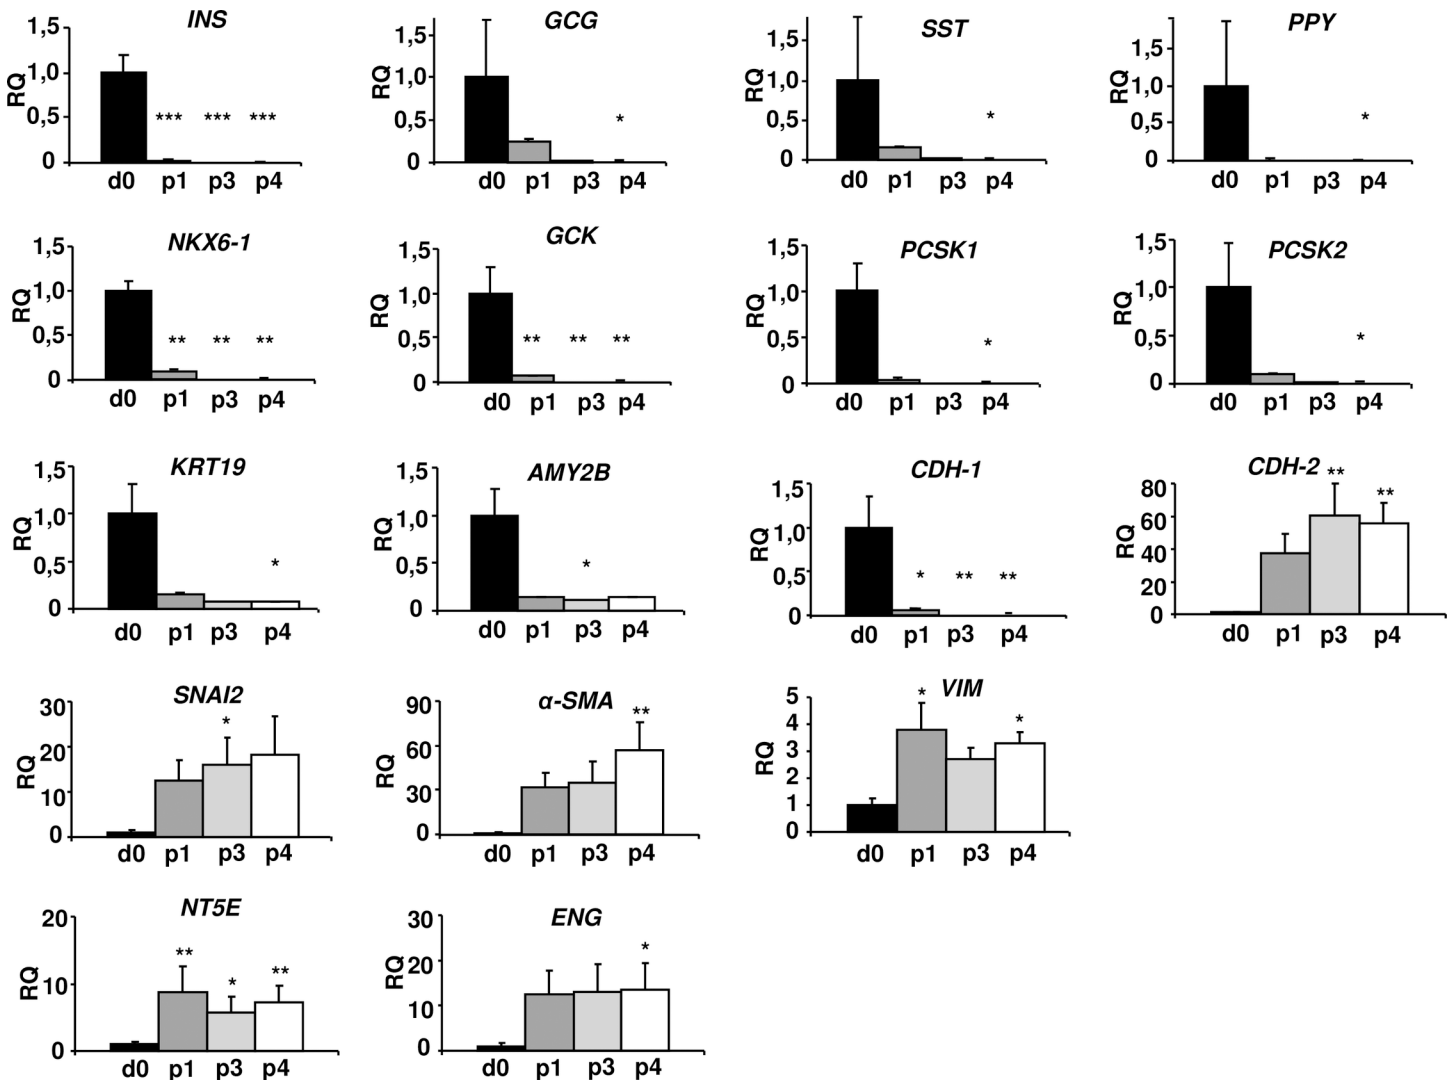 INS
RQ
1,5
1,0
0,5
0
*** *** ***
d0 p1 p3 p4
GCG
RQ
1,5
1,0
0,5
0
*
d0 p1 p3 p4
SST
RQ
1,5
1,0
0,5
0
*
d0 p1 p3 p4
PPY
RQ
1,5
1,0
0,5
0
*
d0 p1 p3 p4
NKX6-1
RQ
1,5
1,0
0,5
0
** ** **
d0 p1 p3 p4
GCK
RQ
1,5
1,0
0,5
0
** ** **
d0 p1 p3 p4
PCSK1
RQ
1,5
1,0
0,5
0
*
d0 p1 p3 p4
PCSK2
RQ
1,5
1,0
0,5
0
*
d0 p1 p3 p4
KRT19
RQ
1,5
1,0
0,5
0
*
d0 p1 p3 p4
AMY2B
RQ
1,5
1,0
0,5
0
*
d0 p1 p3 p4
CDH-1
RQ
1,5
1,0
0,5
0
* ** **
d0 p1 p3 p4
CDH-2
RQ
80
60
40
20
0
** **
d0 p1 p3 p4
SNAI2
RQ
30
20
10
0
*
d0 p1 p3 p4
α-SMA
RQ
90
60
30
0
**
d0 p1 p3 p4
VIM
RQ
5
4
3
2
1
0
* *
d0 p1 p3 p4
NT5E
RQ
20
10
0
** * **
d0 p1 p3 p4
ENG
RQ
30
20
10
0
*
d0 p1 p3 p4